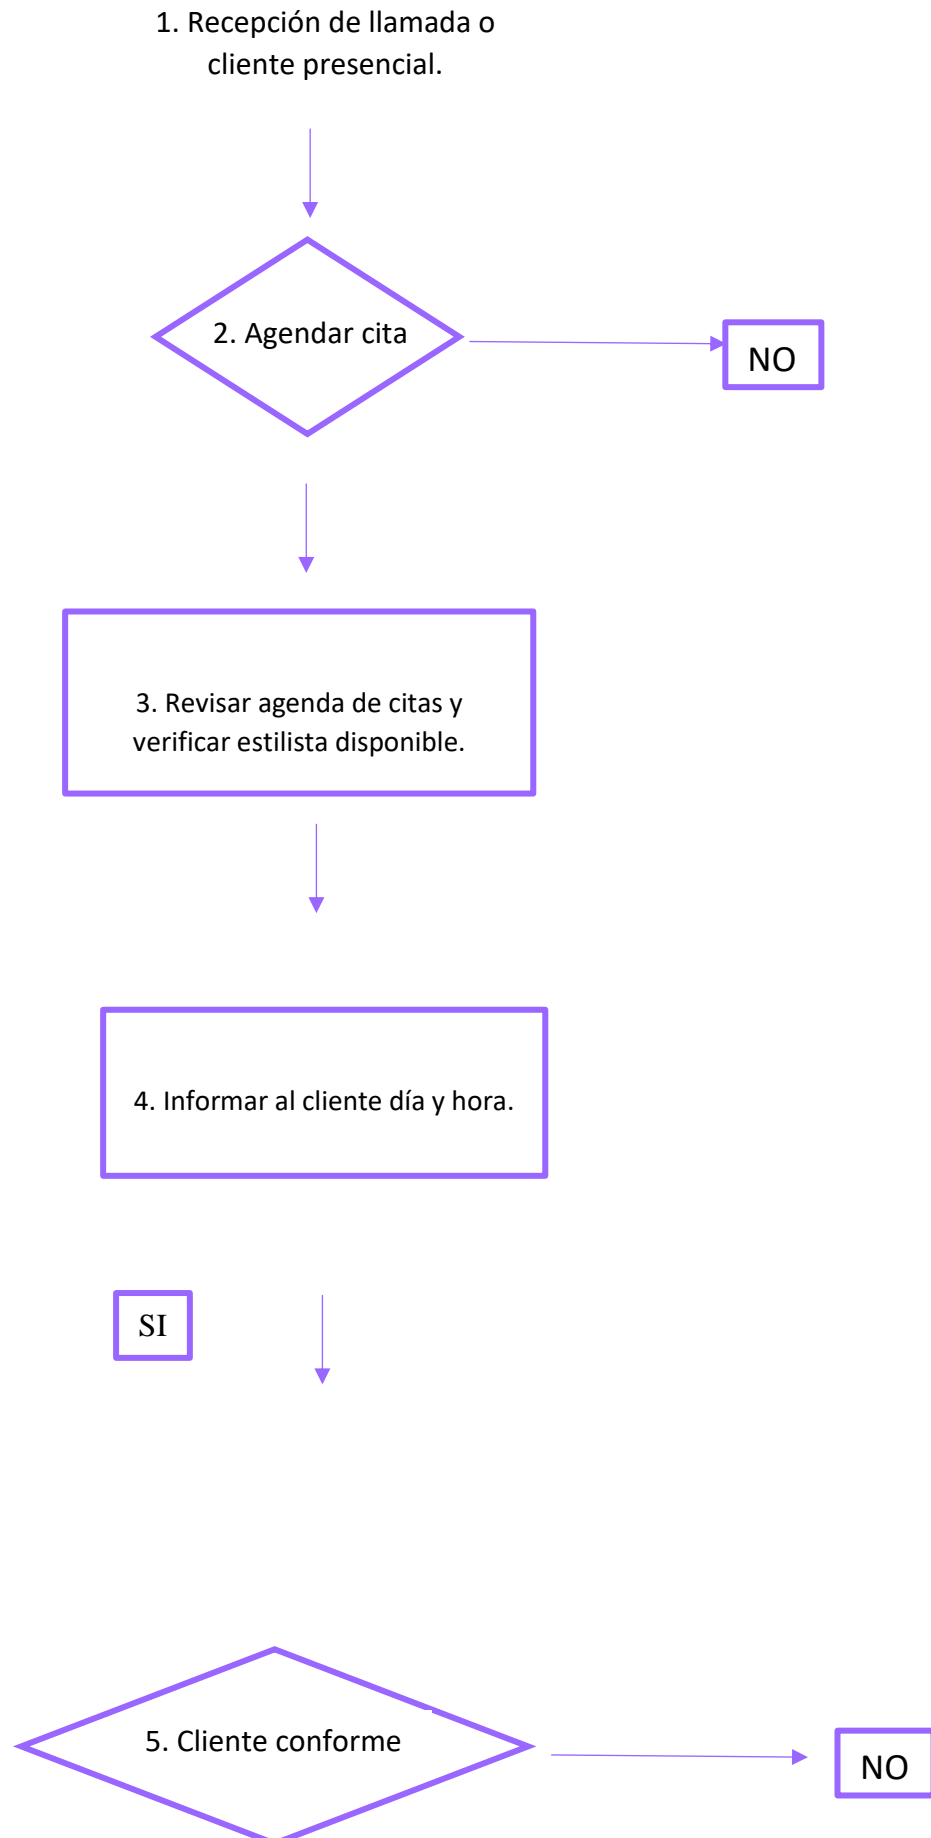 1. Recepción de llamada o
cliente presencial.
2. Agendar cita
NO
3. Revisar agenda de citas y
verificar estilista disponible.
4. Informar al cliente día y hora.
SI
5. Cliente conforme
NO